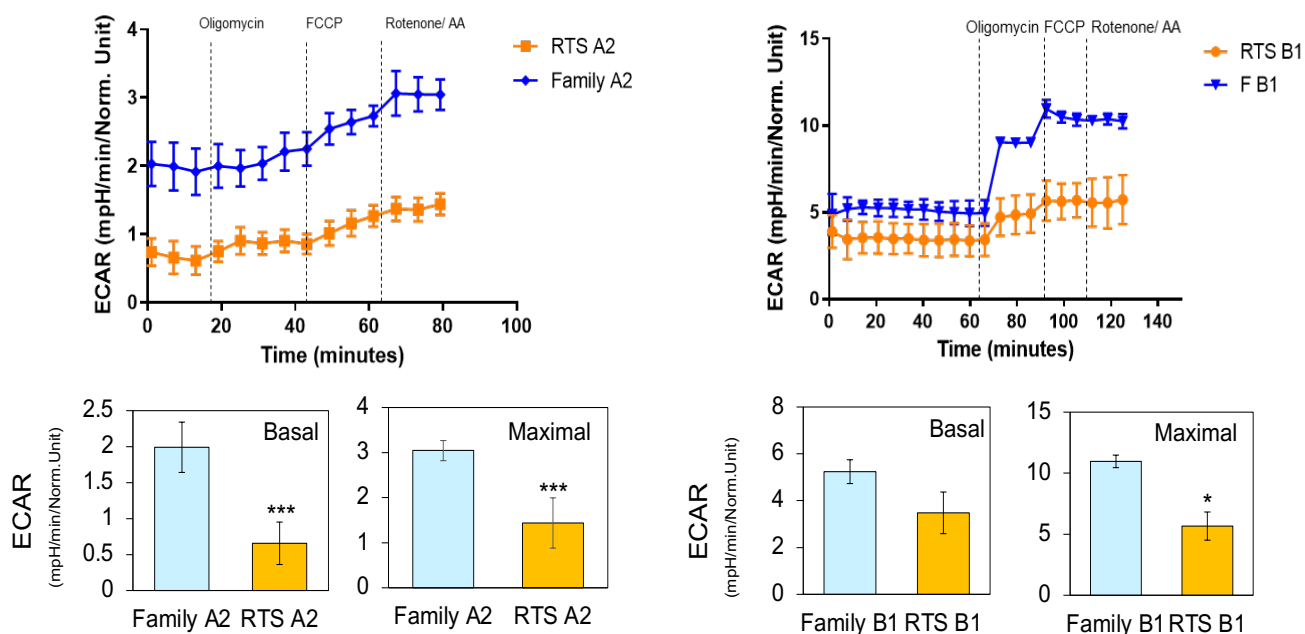 Oligomycin FCCP Rotenone/ AA
RTS A2
Family A2
ECAR (mpH/min/Norm. Unit)
4
3
2
1
0
0 20 40 60 80 100
Time (minutes)
Oligomycin FCCP Rotenone/ AA
RTS B1
F B1
ECAR (mpH/min/Norm. Unit)
15
10
5
0
0 20 40 60 80 100 120 140
Time (minutes)
ECAR
(mpH/min/Norm.Unit)
2.5
2
1.5
1
0.5
0
Basal
***
Family A2 RTS A2
4
3
2
1
0
Maximal
***
Family A2 RTS A2
ECAR
(mpH/min/Norm.Unit)
8
6
4
2
0
Basal
Family B1 RTS B1
15
10
5
0
Maximal
*
Family B1 RTS B1